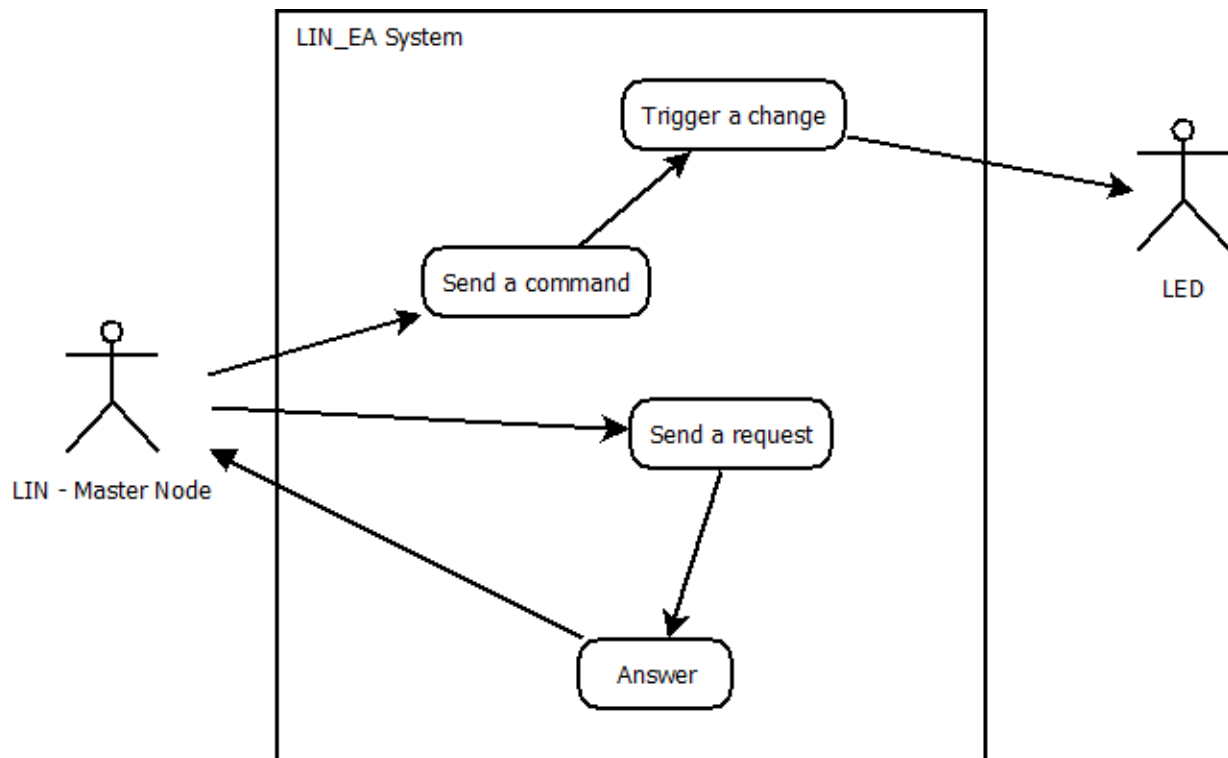 LIN_EA System
Trigger a change
Send a command
LED
Send a request
LIN - Master Node
Answer